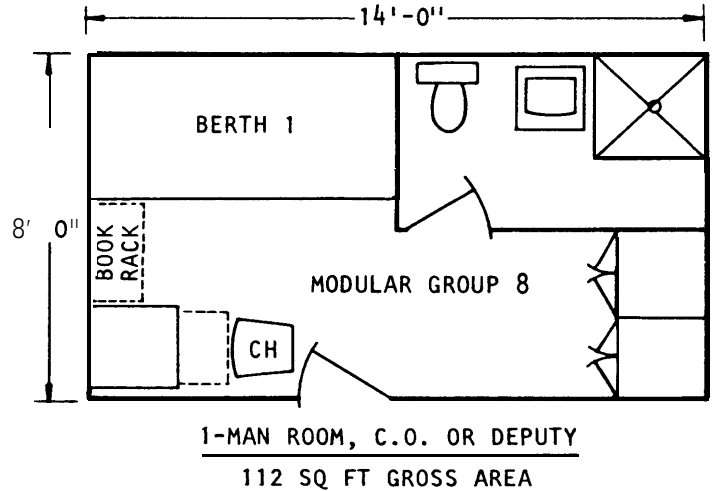 14'-0"
BERTH 1
8' 0"
BOOK
RACK
MODULAR GROUP 8
CH
1-MAN ROOM, C.O. OR DEPUTY
112 SQ FT GROSS AREA